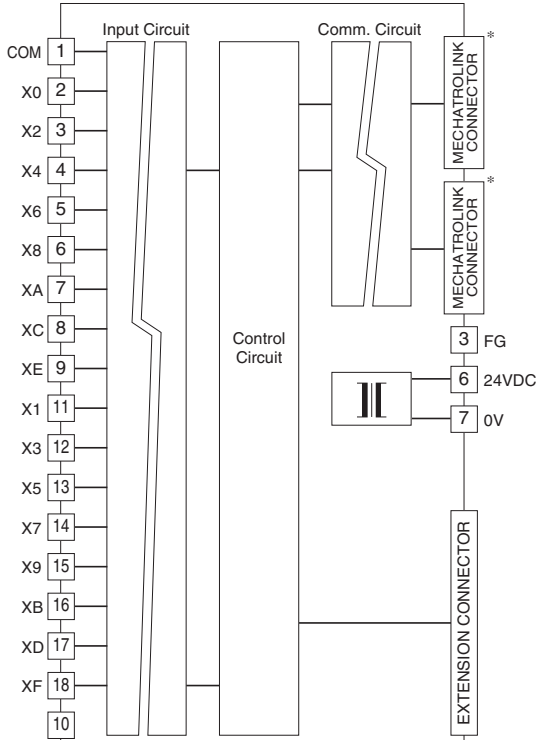 Input Circuit
Comm. Circuit
COM 1
X0 2
X2 3
X4 4
X6 5
X8 6
XA 7
XC 8
XE 9
X1 11
X3 12
X5 13
X7 14
X9 15
XB 16
XD 17
XF 18
10
Control
Circuit
MECHATROLINK
CONNECTOR
*
MECHATROLINK
CONNECTOR
*
3 FG
6 24VDC
7 0V
EXTENSION CONNECTOR